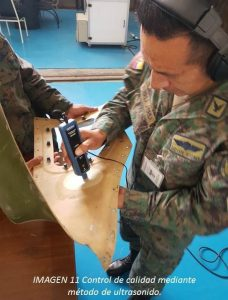 IMAGEN 11 Control de calidad mediante
método de ultrasonido.